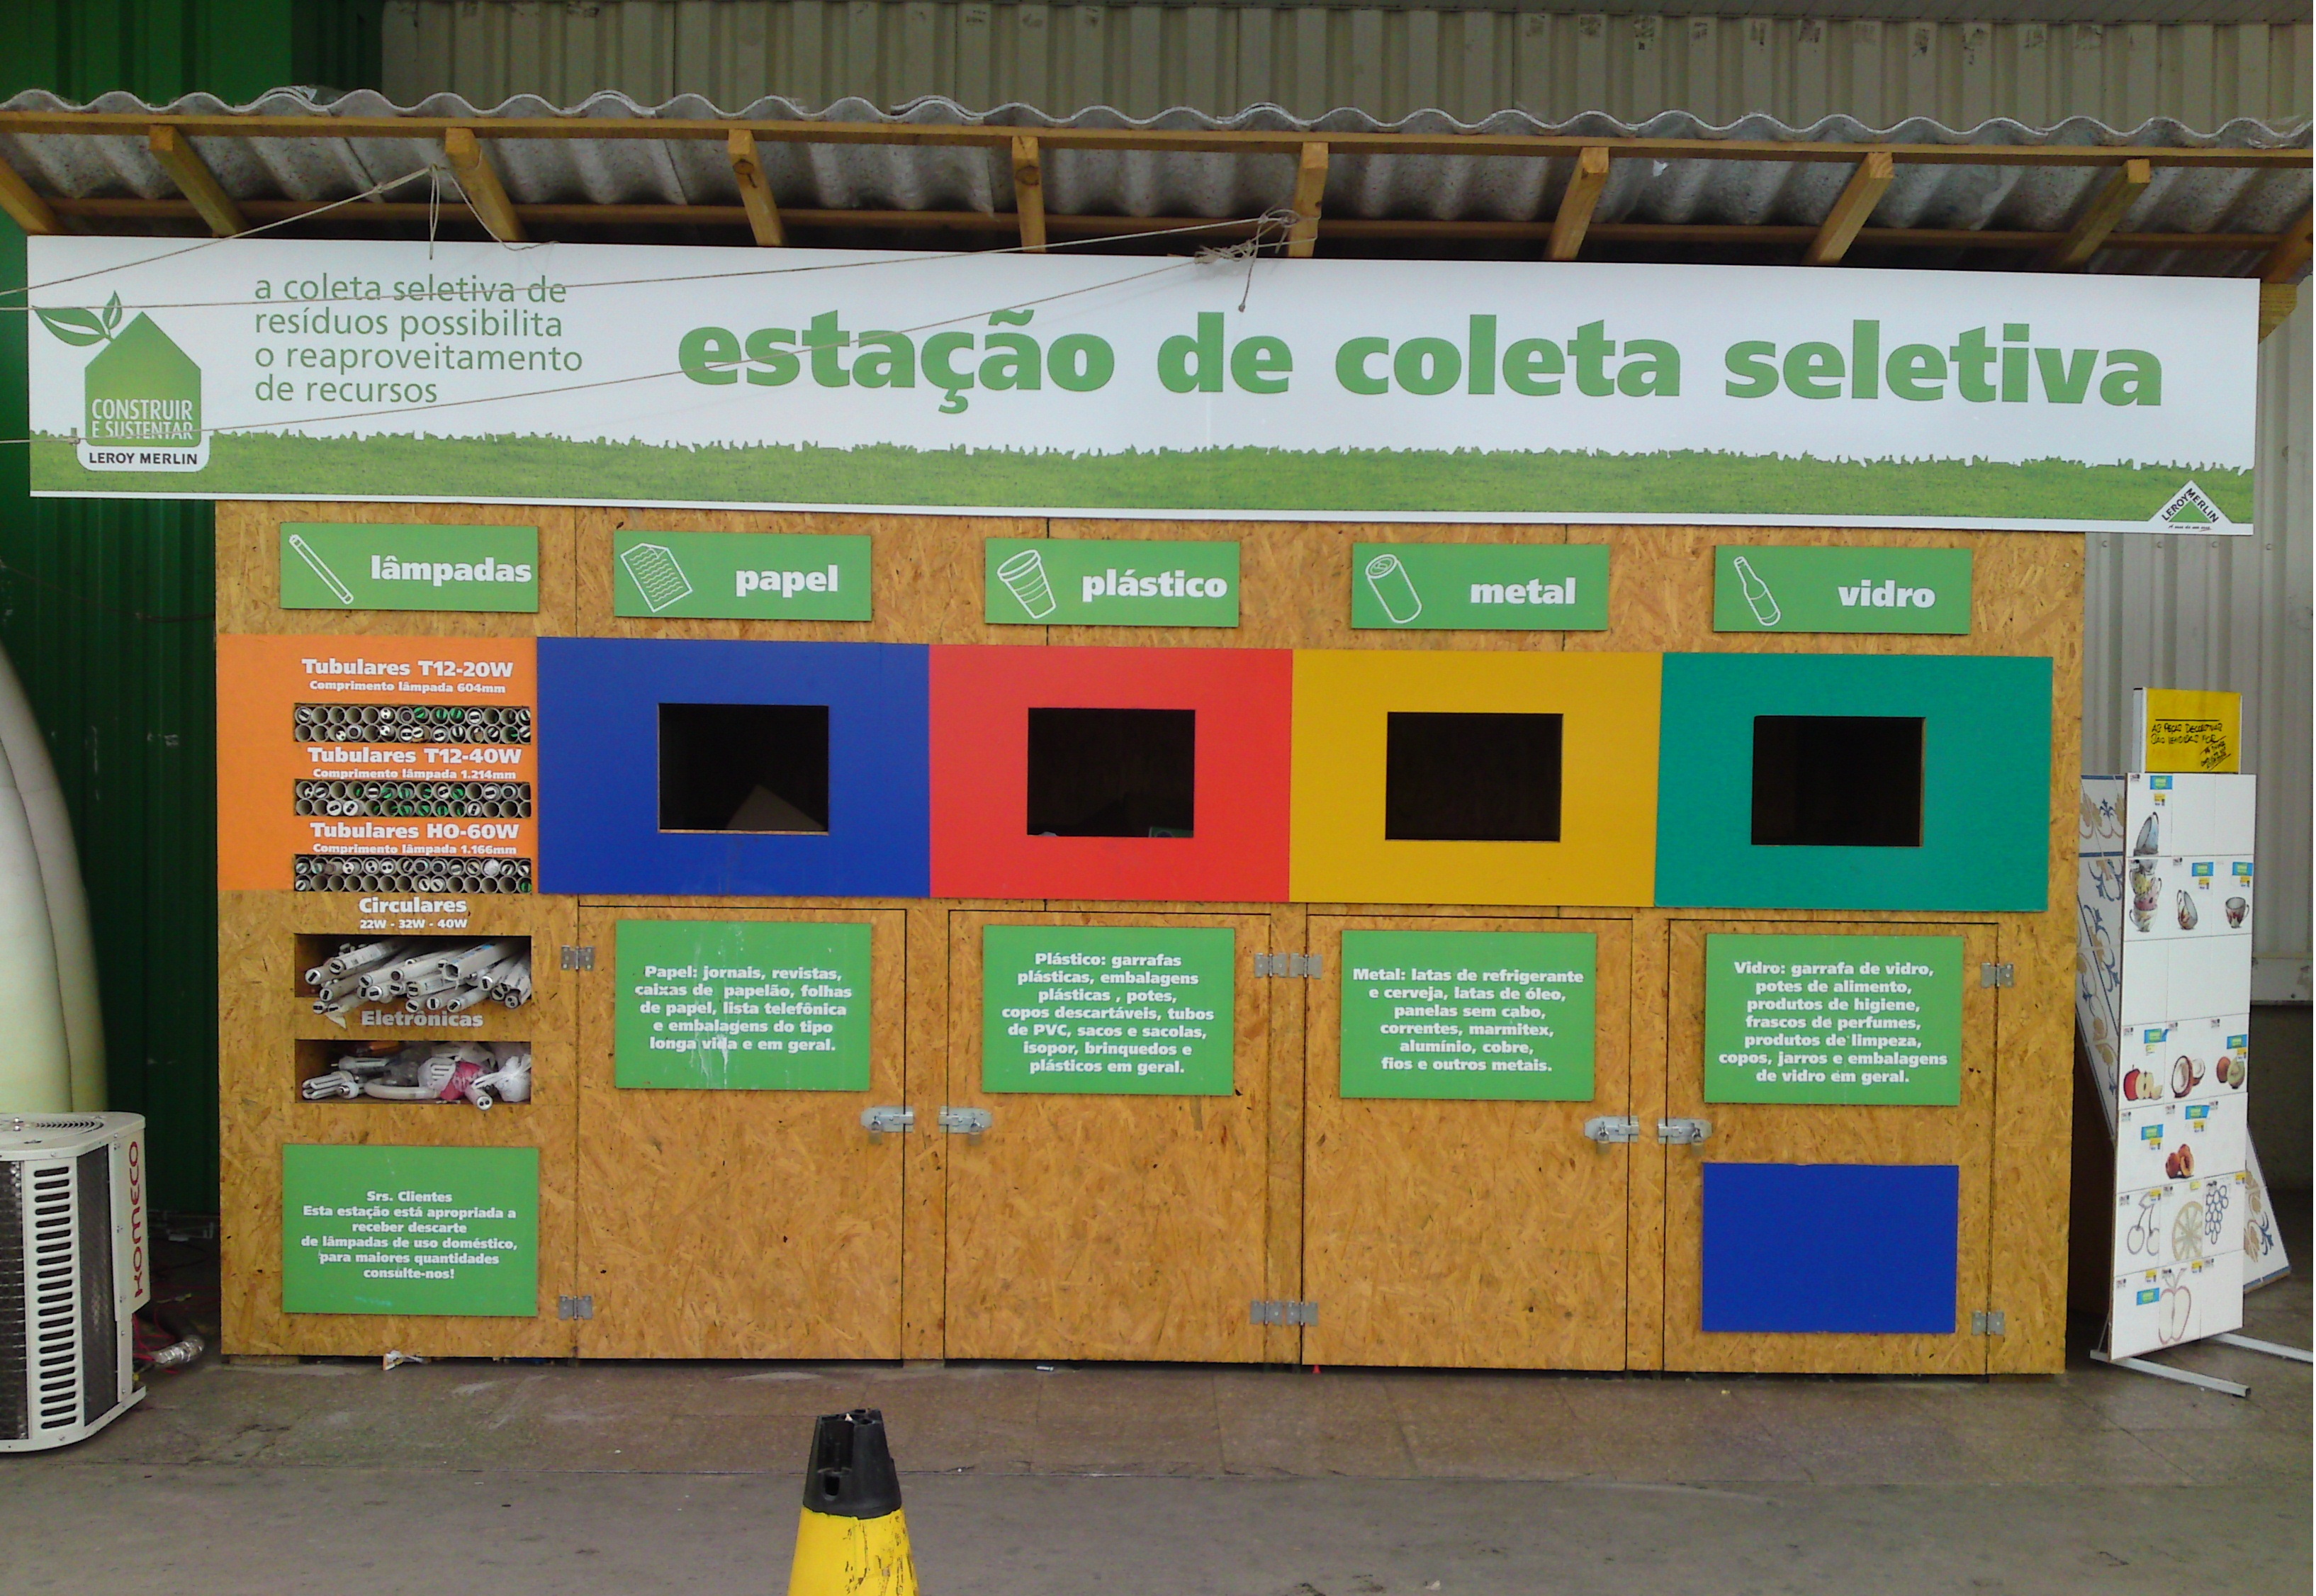 a coleta seletiva de
resíduos possibilita
o reaproveitamento
de recursos
estação de coleta seletiva
CONSTRUIR
E SUSTENTAR
LEROY MERLIN
LEROY MERLIN
lâmpadas
papel
plástico
metal
vidro
Tubulares T12-20W
Comprimento lâmpada 604mm
Tubulares T12-40W
Comprimento lâmpada 1.214mm
Tubulares HO-60W
Comprimento lâmpada 1.166mm
Circulares
22W - 32W - 40W
Eletrônicas
Srs. Clientes
Esta estação está apropriada a
receber descarte
de lâmpadas de uso doméstico,
para maiores quantidades
consulte-nos!
Papel: jornais, revistas,
caixas de papelão, folhas
de papel, lista telefônica
e embalagens do tipo
longa vida e em geral.
Plástico: garrafas
plásticas, embalagens
plásticas , potes,
copos descartáveis, tubos
de PVC, sacos e sacolas,
isopor, brinquedos e
plásticos em geral.
Metal: latas de refrigerante
e cerveja, latas de óleo,
panelas sem cabo,
correntes, marmitex,
alumínio, cobre,
fios e outros metais.
Vidro: garrafa de vidro,
potes de alimento,
produtos de higiene,
frascos de perfumes,
produtos de limpeza,
copos, jarros e embalagens
de vidro em geral.
KOMECO